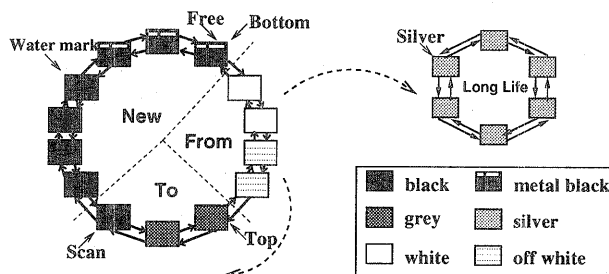 Free
Bottom
Water mark
Silver
New
From
To
Long Life
Scan
Top
black
metal black
grey
silver
white
off white